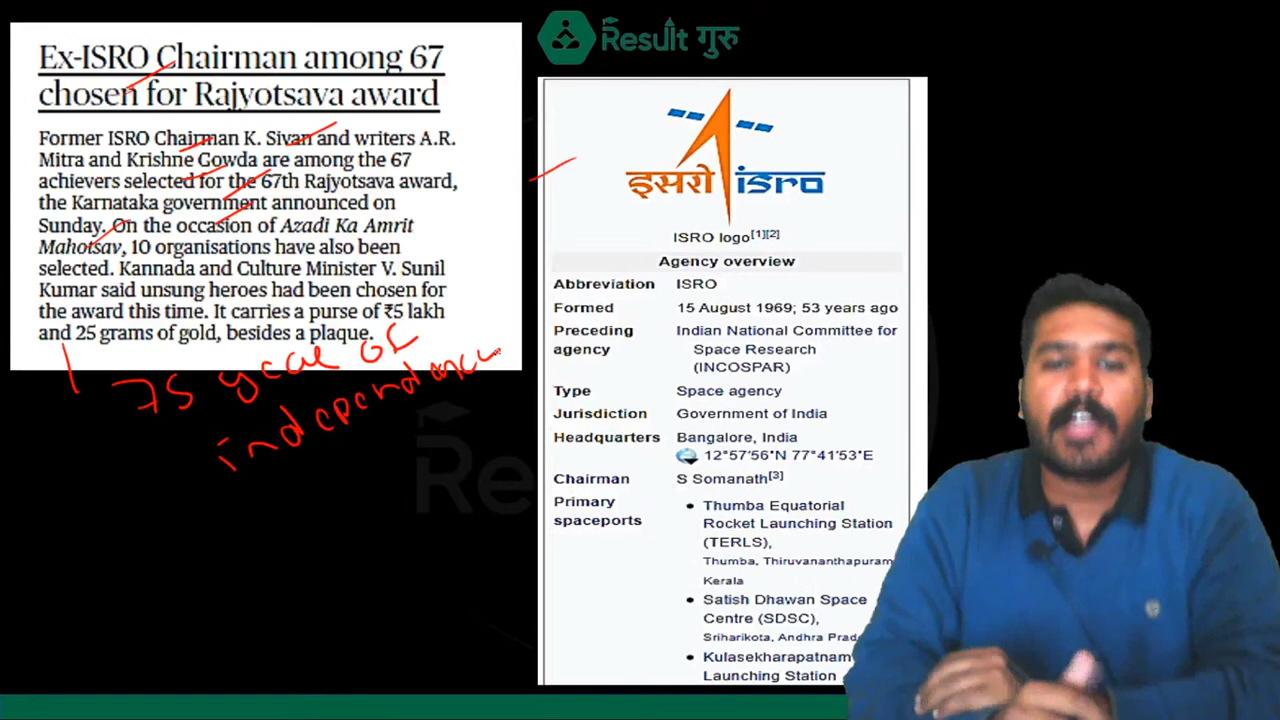 Ex-ISRO Chairman among 67
chosen for Rajyotsava award
Former ISRO Chairman K. Sivan and writers A.R.
Mitra and Krishne Gowda are among the 67
achievers selected for the 67th Rajyotsava award,
the Karnataka government announced on
Sunday. On the occasion of Azadi Ka Amrit
Mahotsav, 10 organisations have also been
selected. Kannada and Culture Minister V. Sunil
Kumar said unsung heroes had been chosen for
the award this time. It carries a purse of ₹5 lakh
and 25 grams of gold, besides a plaque.
75 year of
independence
Result गुरु
इसरो isro
ISRO logo[1][2]
Agency overview
Abbreviation ISRO
Formed 15 August 1969; 53 years ago
Preceding Indian National Committee for
agency Space Research
(INCOSPAR)
Type Space agency
Jurisdiction Government of India
Headquarters Bangalore, India
12°57'56"N 77°41'53"E
Chairman S Somanath[3]
Primary • Thumba Equatorial
spaceports Rocket Launching Station
(TERLS),
Thumba, Thiruvananthapuram
Kerala
• Satish Dhawan Space
Centre (SDSC),
Sriharikota, Andhra Prad
• Kulasekharapatnam
Launching Station
Re